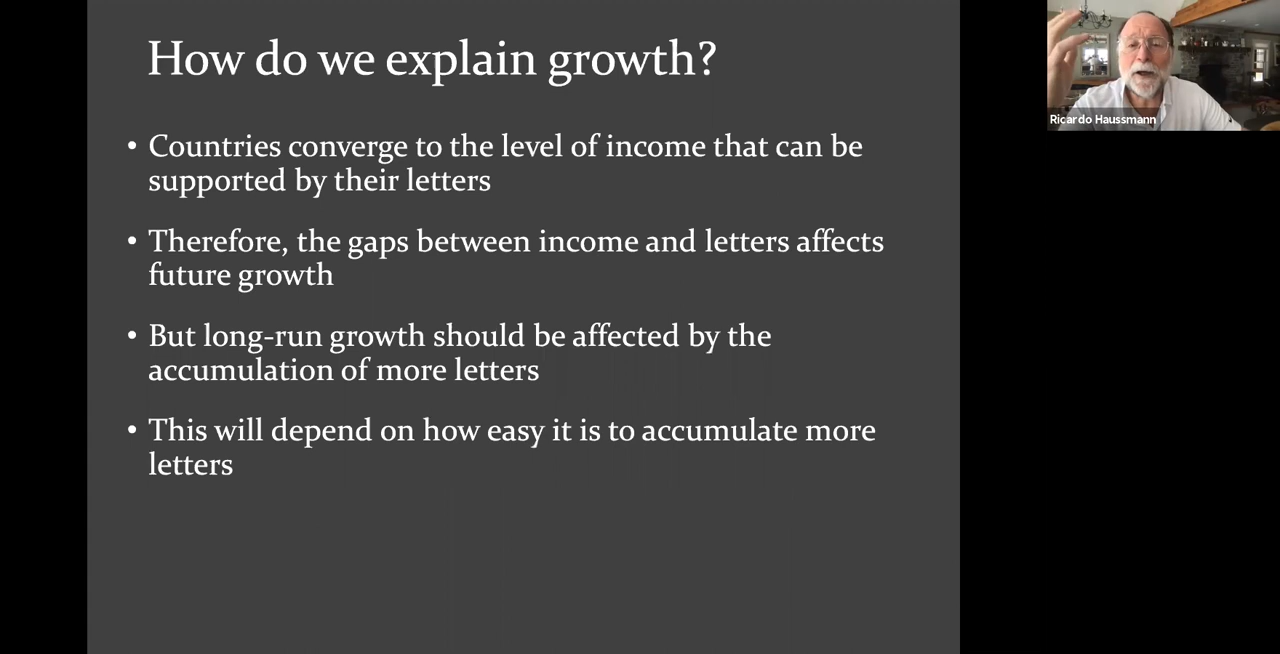 How do we explain growth?
• Countries converge to the level of income that can be
supported by their letters
• Therefore, the gaps between income and letters affects
future growth
• But long-run growth should be affected by the
accumulation of more letters
• This will depend on how easy it is to accumulate more
letters
Ricardo Haussmann